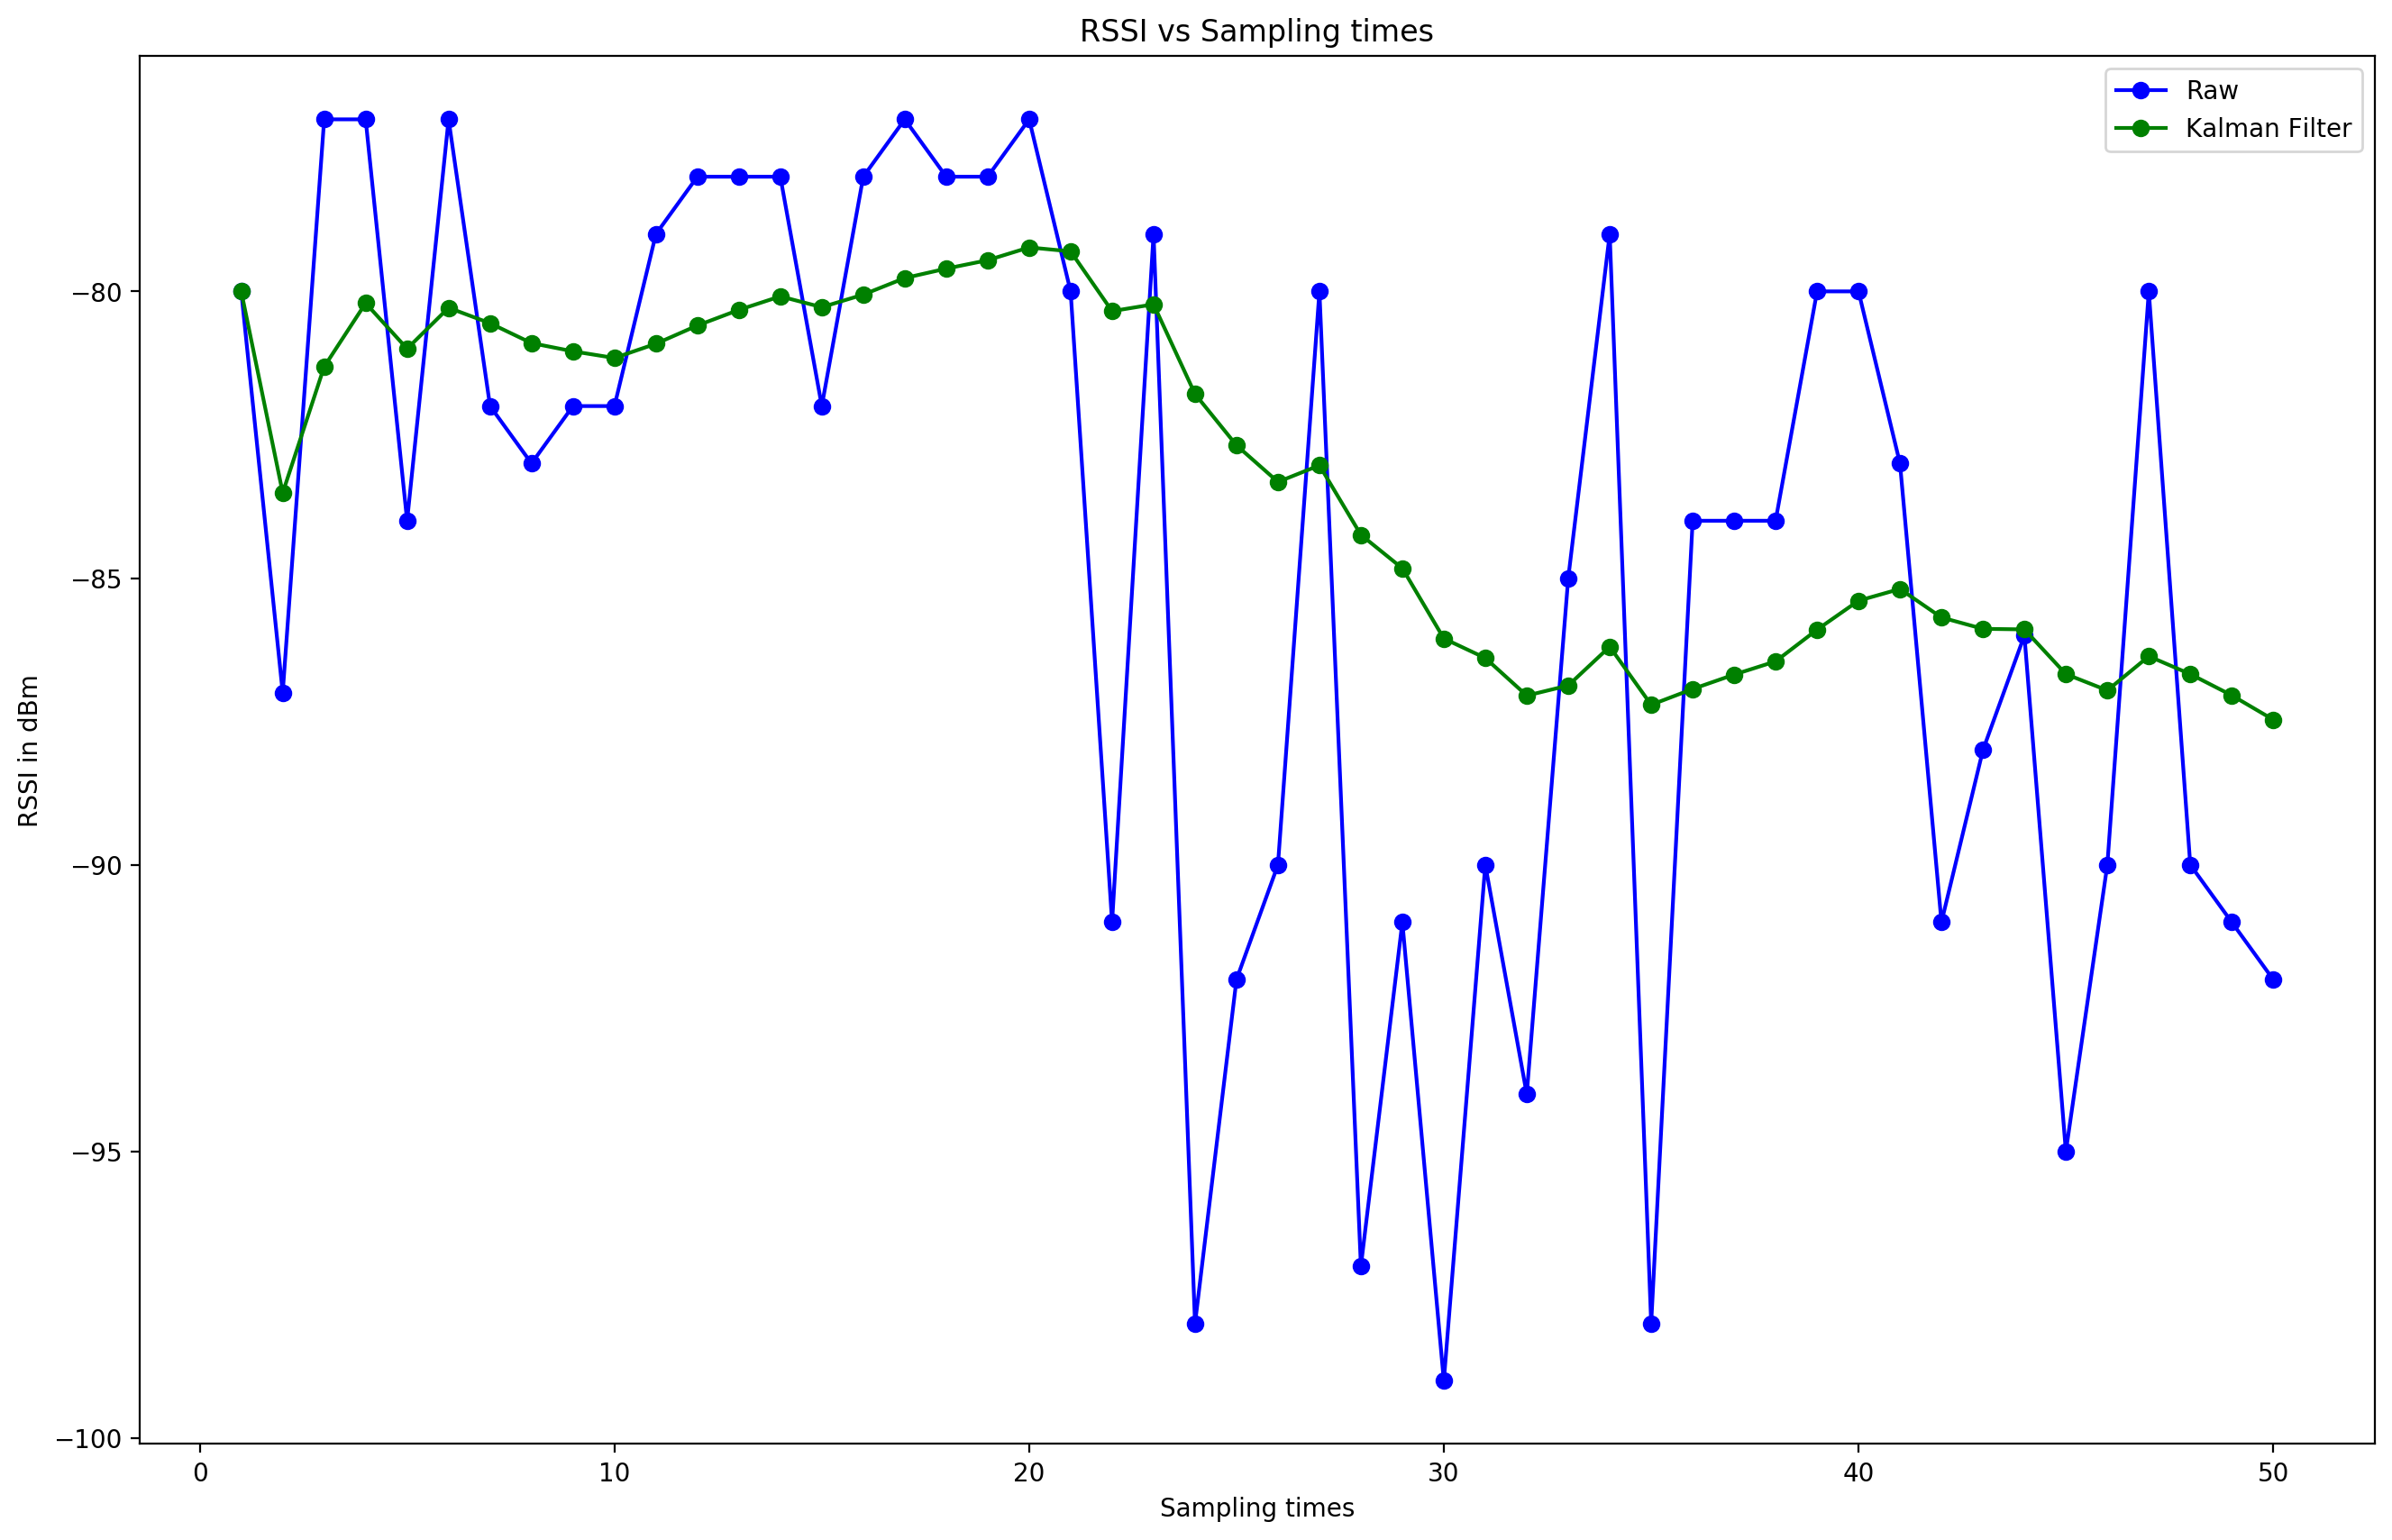 RSSI vs Sampling times
Raw
Kalman Filter
−80
−85
−90
−95
−100
RSSI in dBm
0 10 20 30 40 50
Sampling times